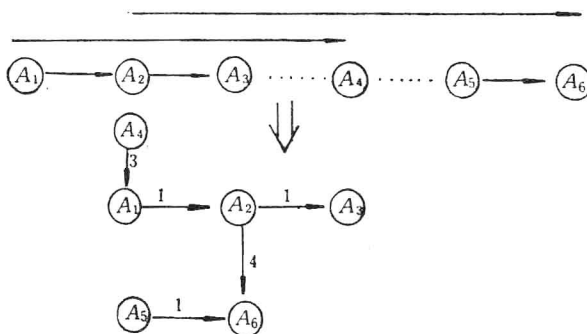 A₁ A₂ A₃ ······ A₄ ······ A₅ A₆
A₄
3
A₁ 1 A₂ 1 A₃
4
A₅ 1 A₆